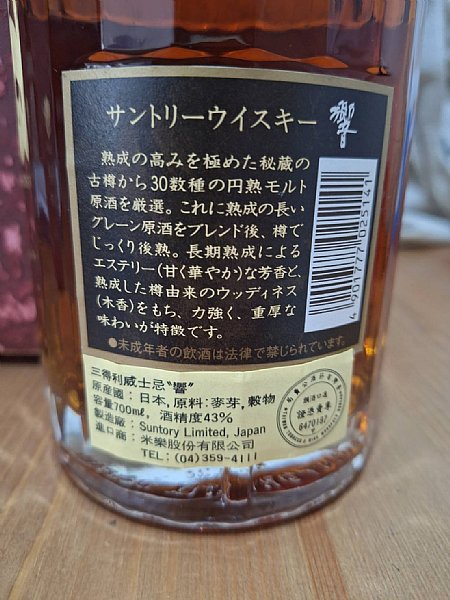 サントリーウイスキー 響
熟成の高みを極めた秘蔵の
古樽から30数種の円熟モルト
原酒を厳選。これに熟成の長い
グレーン原酒をブレンド後、樽で
じっくり後熟。長期熟成による
エステリー(甘く華やか)な芳香と、
熟成した樽由来のウッディネス
(木香)をもち、力強く、重厚な
味わいが特徴です。
●未成年者の飲酒は法律で禁じられています。
4 901777 025141
三得利威士忌"響"
原産國：日本，原料：麥芽，穀物
容量700mℓ，酒精度43%
製造廠：Suntory Limited, Japan
進口商：米樂股份有限公司
TEL：(04)359-4111